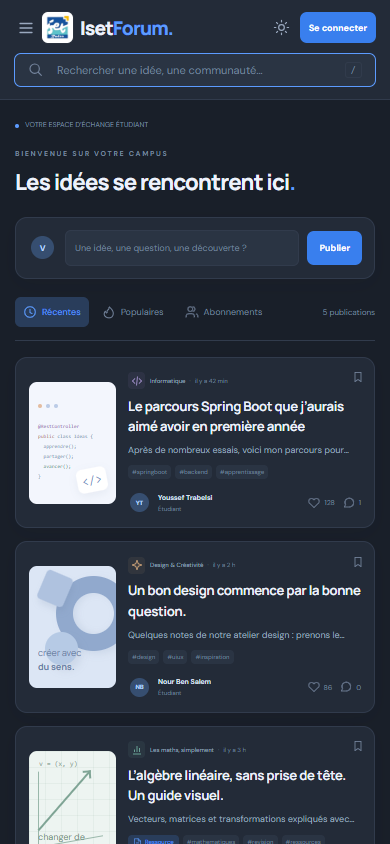 IsetForum.
Se connecter
Rechercher une idée, une communauté...
/
VOTRE ESPACE D'ÉCHANGE ÉTUDIANT
BIENVENUE SUR VOTRE CAMPUS
Les idées se rencontrent ici.
V
Une idée, une question, une découverte ?
Publier
Récentes
Populaires
Abonnements
5 publications
@RestController
public class Ideas {
apprendre();
partager();
avancer();
}
</>
Informatique · il y a 42 min
Le parcours Spring Boot que j'aurais
aimé avoir en première année
Après de nombreux essais, voici mon parcours pour...
#springboot #backend #apprentissage
YT
Youssef Trabelsi
Étudiant
128
1
créer avec
du sens.
Design & Créativité · il y a 2 h
Un bon design commence par la bonne
question.
Quelques notes de notre atelier design : prenons le...
#design #uiux #inspiration
NB
Nour Ben Salem
Étudiant
86
0
v = (x, y)
changer de
Les maths, simplement · il y a 3 h
L'algèbre linéaire, sans prise de tête.
Un guide visuel.
Vecteurs, matrices et transformations expliqués avec...
Ressource #mathematiques #revision #ressources